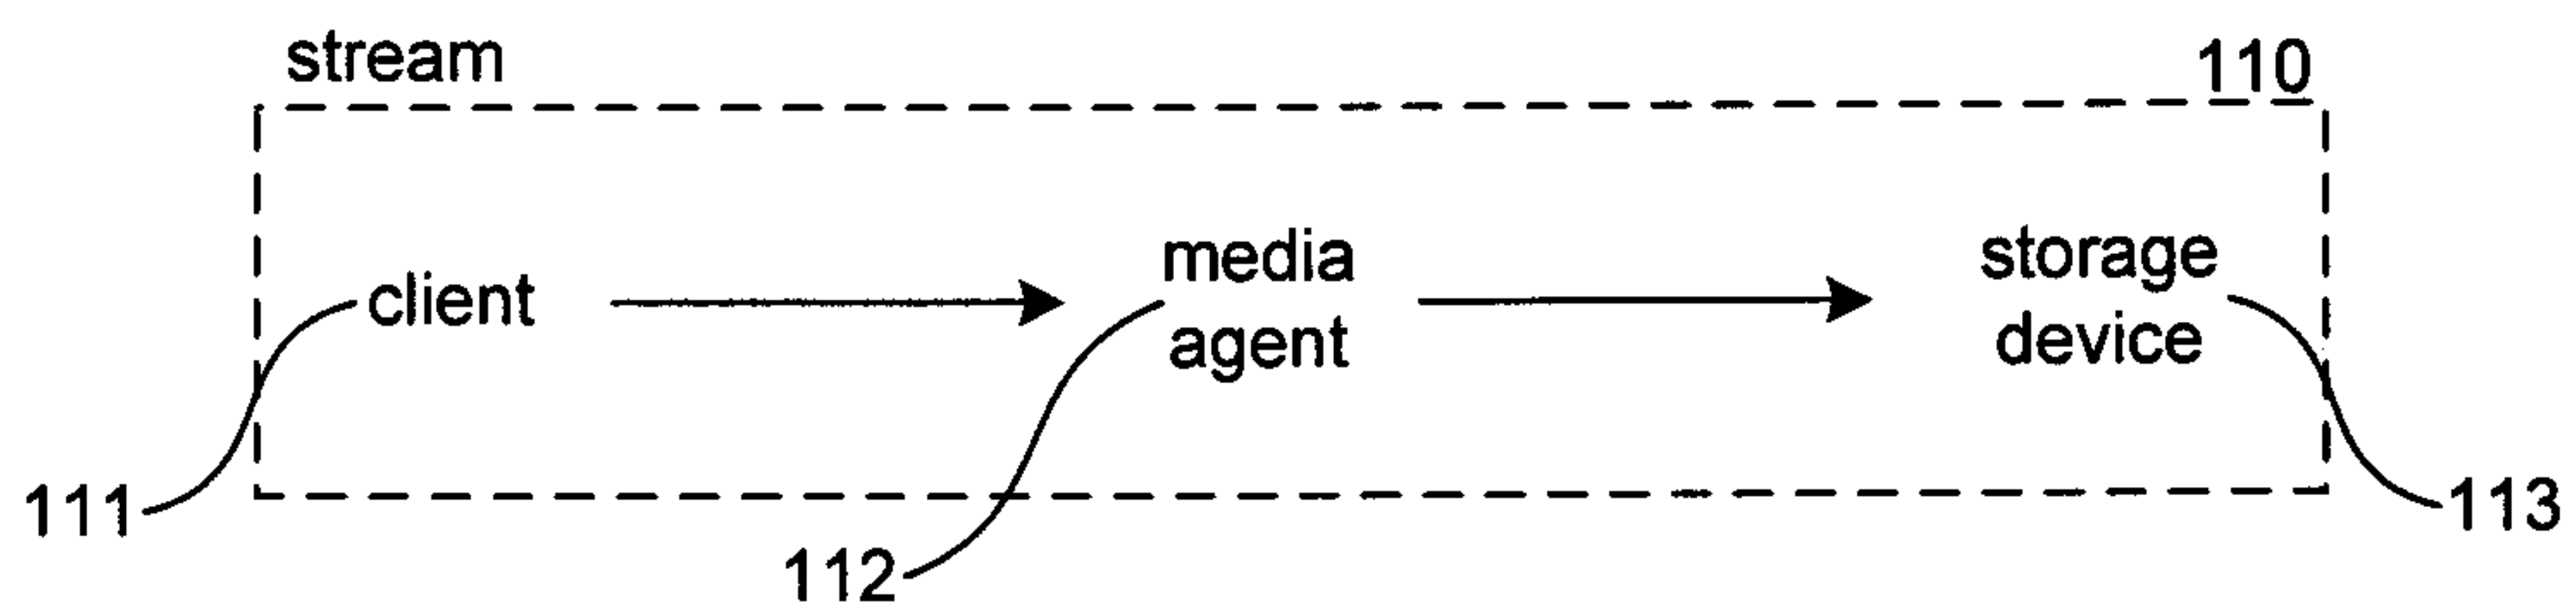 stream
110
client
media
agent
storage
device
111
112
113